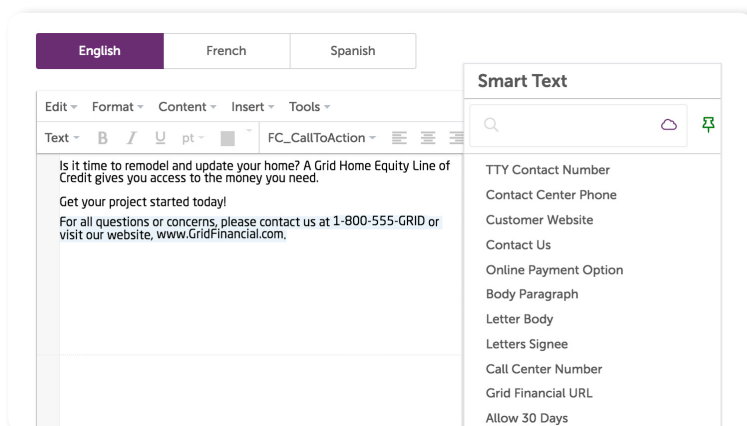 English French Spanish
Smart Text
Edit Format Content Insert Tools
Text B I U pt FC_CallToAction
Is it time to remodel and update your home? A Grid Home Equity Line of
Credit gives you access to the money you need.
Get your project started today!
For all questions or concerns, please contact us at 1-800-555-GRID or
visit our website, www.GridFinancial.com.
TTY Contact Number
Contact Center Phone
Customer Website
Contact Us
Online Payment Option
Body Paragraph
Letter Body
Letters Signee
Call Center Number
Grid Financial URL
Allow 30 Days